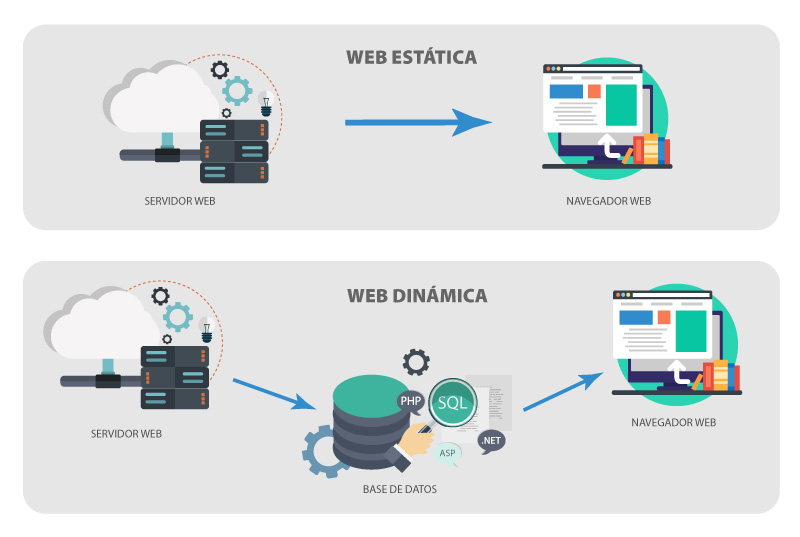 WEB ESTÁTICA
SERVIDOR WEB
NAVEGADOR WEB
WEB DINÁMICA
PHP
SQL
.NET
ASP
SERVIDOR WEB
NAVEGADOR WEB
BASE DE DATOS